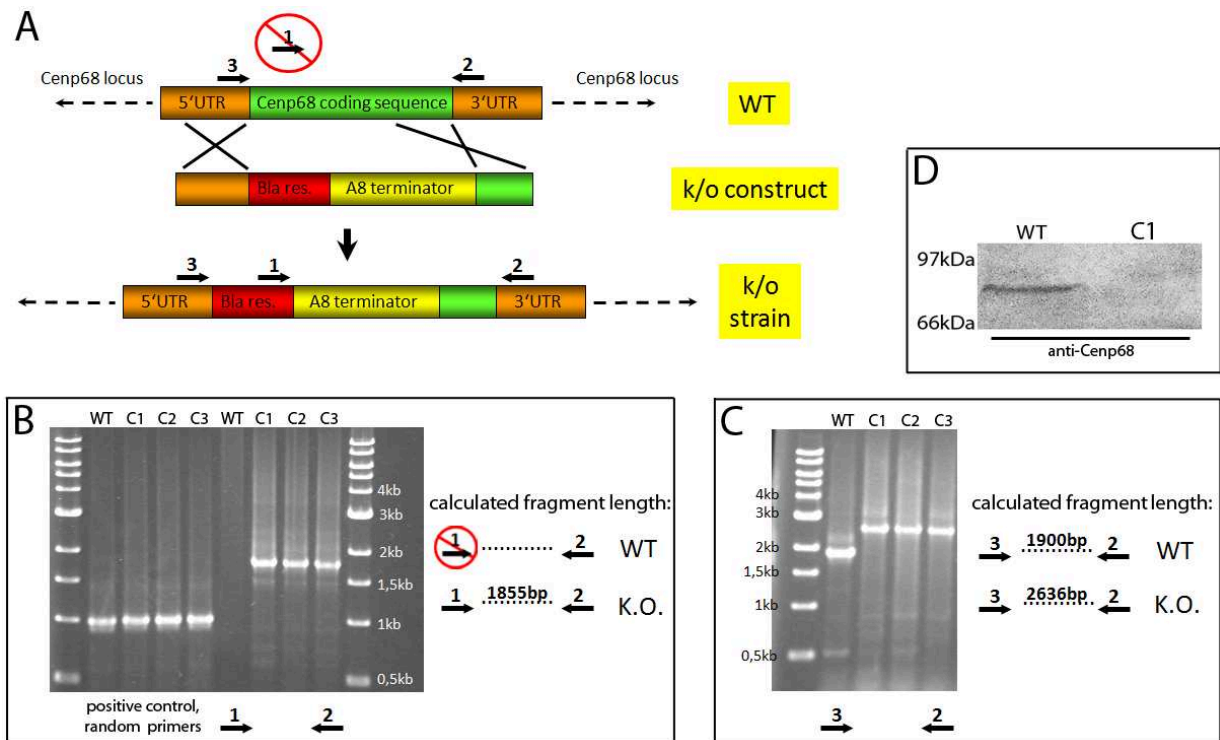 A
1
3
2
Cenp68 locus
Cenp68 locus
5'UTR
Cenp68 coding sequence
3'UTR
WT
Bla res.
A8 terminator
k/o construct
3
1
2
5'UTR
Bla res.
A8 terminator
3'UTR
k/o
strain
D
WT
C1
97kDa
66kDa
anti-Cenp68
B
WT C1 C2 C3 WT C1 C2 C3
4kb
3kb
2kb
1,5kb
1kb
0,5kb
positive control,
random primers
1
2
calculated fragment length:
1 ............ 2 WT
1 1855bp 2 K.O.
C
WT C1 C2 C3
4kb
3kb
2kb
1,5kb
1kb
0,5kb
3
2
calculated fragment length:
3 1900bp 2 WT
3 2636bp 2 K.O.